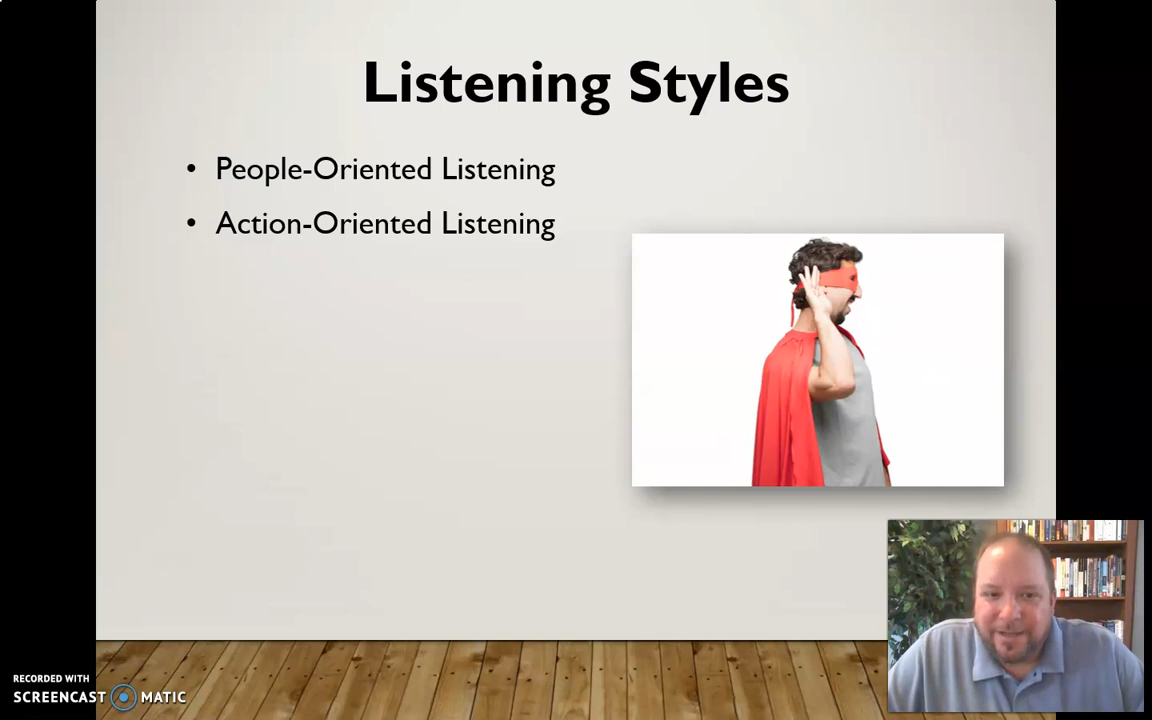 Listening Styles
• People-Oriented Listening
• Action-Oriented Listening
RECORDED WITH
SCREENCAST MATIC